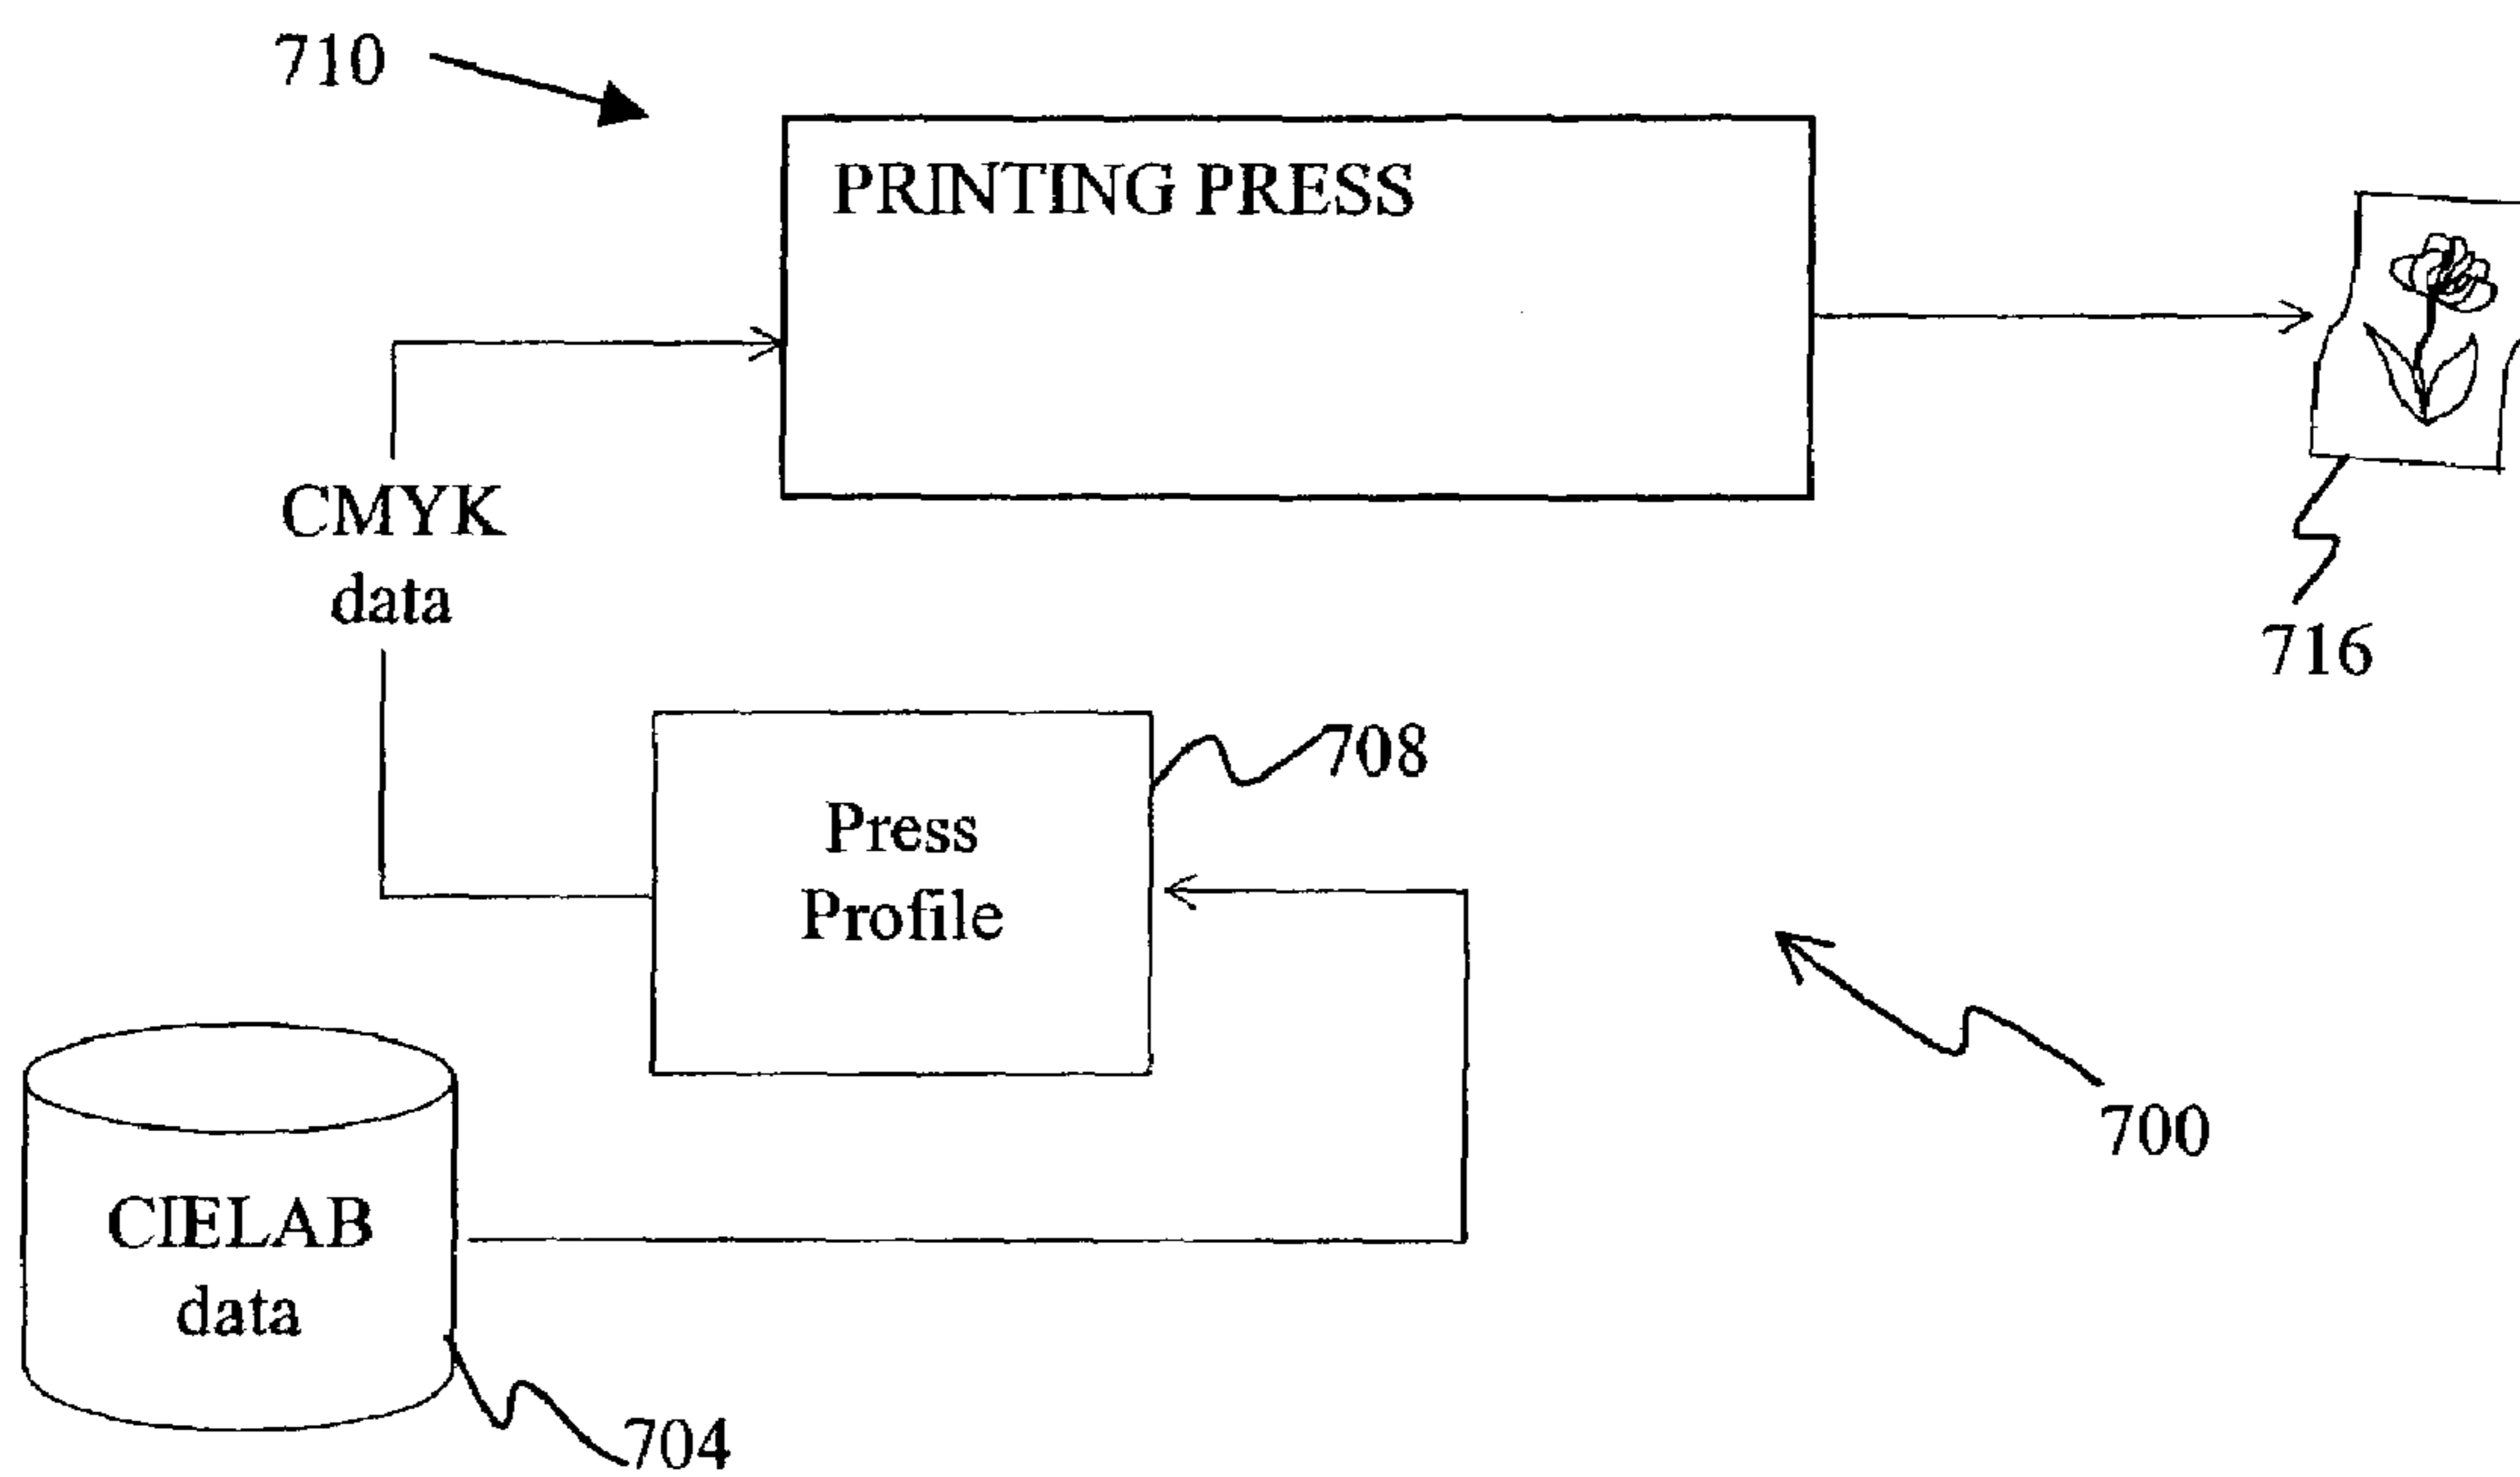 710
PRINTING PRESS
CMYK
data
716
708
Press
Profile
700
CIELAB
data
704